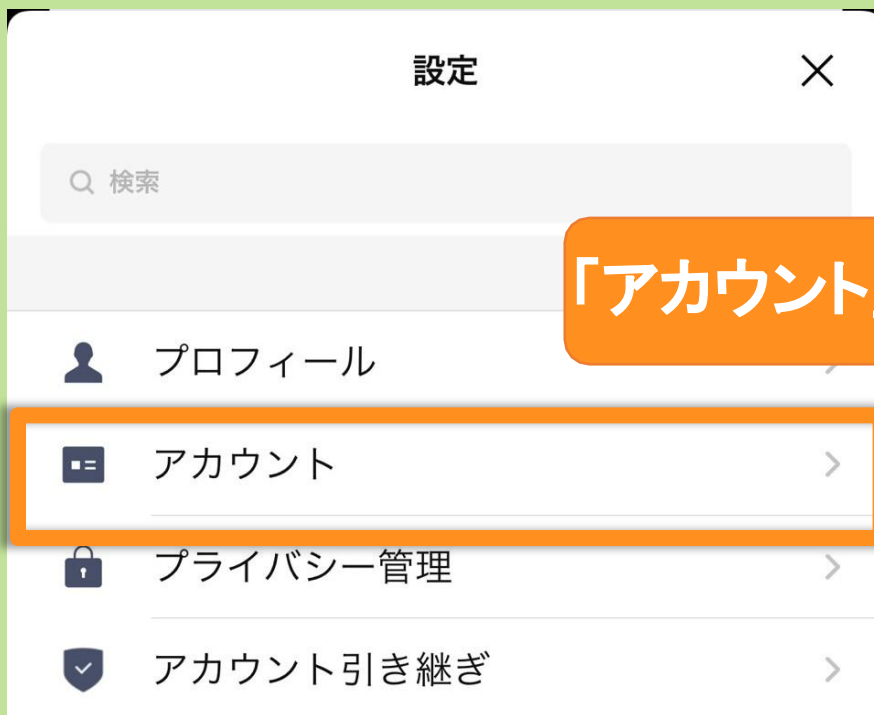 設定
検索
「アカウント」
プロフィール
アカウント
プライバシー管理
アカウント引き継ぎ